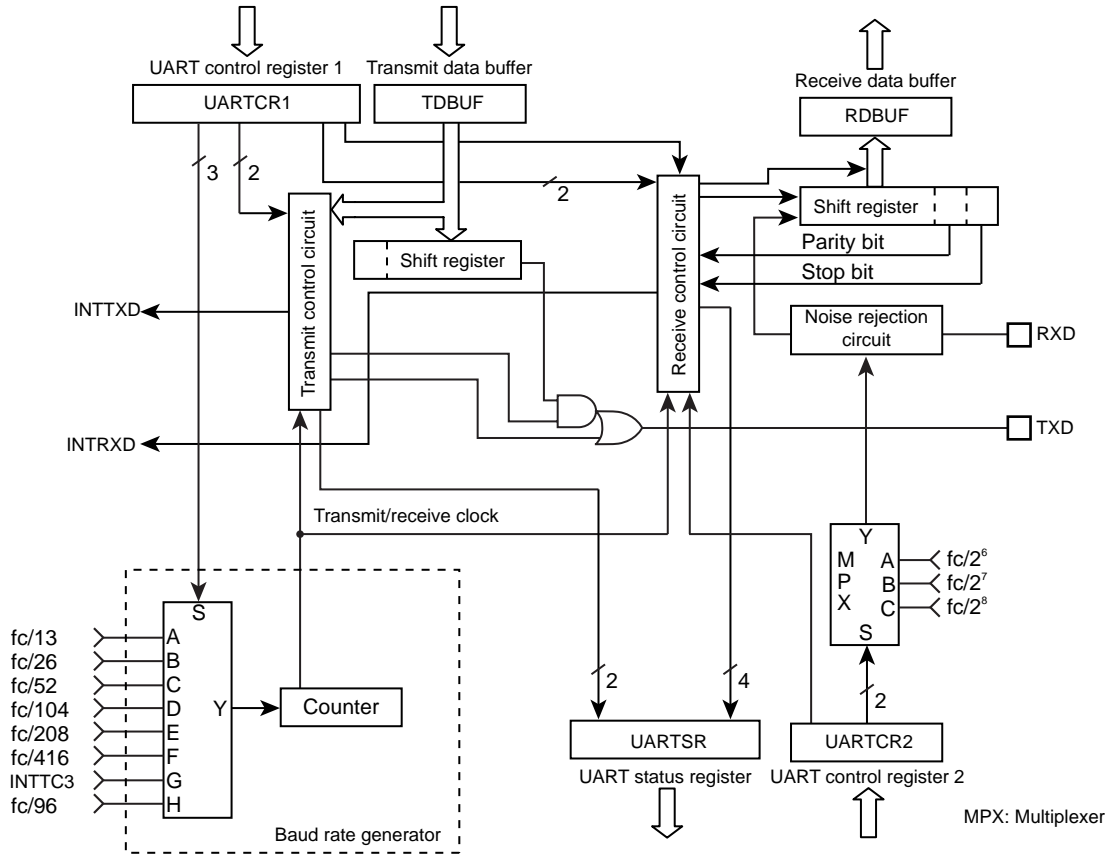 UART control register 1
Transmit data buffer
Receive data buffer
UARTCR1
TDBUF
RDBUF
3
2
2
Shift register
Transmit control circuit
Shift register
Receive control circuit
Parity bit
Stop bit
INTTXD
Noise rejection
circuit
RXD
INTRXD
TXD
Transmit/receive clock
Y
M
P
X
A
B
C
S
fc/2⁶
fc/2⁷
fc/2⁸
S
fc/13
A
fc/26
B
fc/52
C
fc/104
D
Y
Counter
fc/208
E
fc/416
F
INTTC3
G
fc/96
H
2
4
2
UARTSR
UARTCR2
UART status register
UART control register 2
Baud rate generator
MPX: Multiplexer